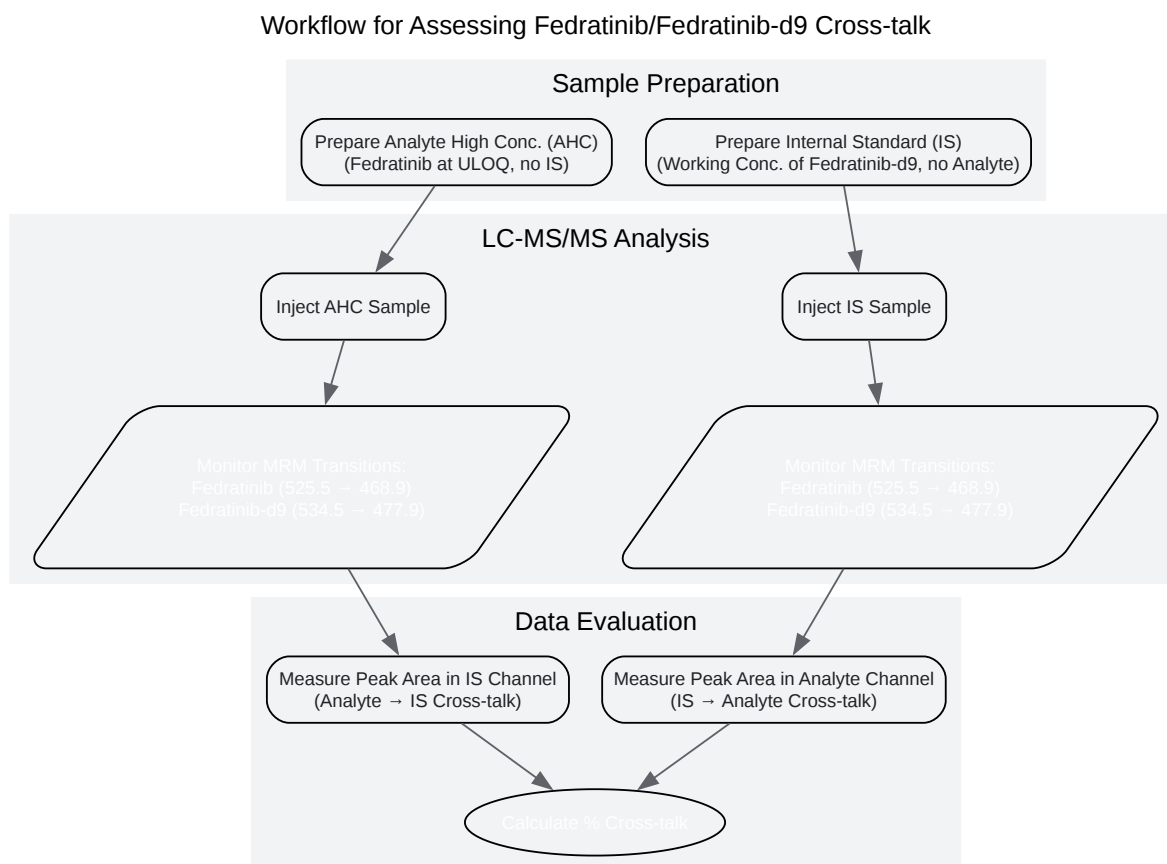 Workflow for Assessing Fedratinib/Fedratinib-d9 Cross-talk
Sample Preparation
Prepare Analyte High Conc. (AHC)
(Fedratinib at ULOQ, no IS)
Prepare Internal Standard (IS)
(Working Conc. of Fedratinib-d9, no Analyte)
LC-MS/MS Analysis
Inject AHC Sample
Inject IS Sample
Monitor MRM Transitions:
Fedratinib (525.5 → 468.9)
Fedratinib-d9 (534.5 → 477.9)
Monitor MRM Transitions:
Fedratinib (525.5 → 468.9)
Fedratinib-d9 (534.5 → 477.9)
Data Evaluation
Measure Peak Area in IS Channel
(Analyte → IS Cross-talk)
Measure Peak Area in Analyte Channel
(IS → Analyte Cross-talk)
Calculate % Cross-talk